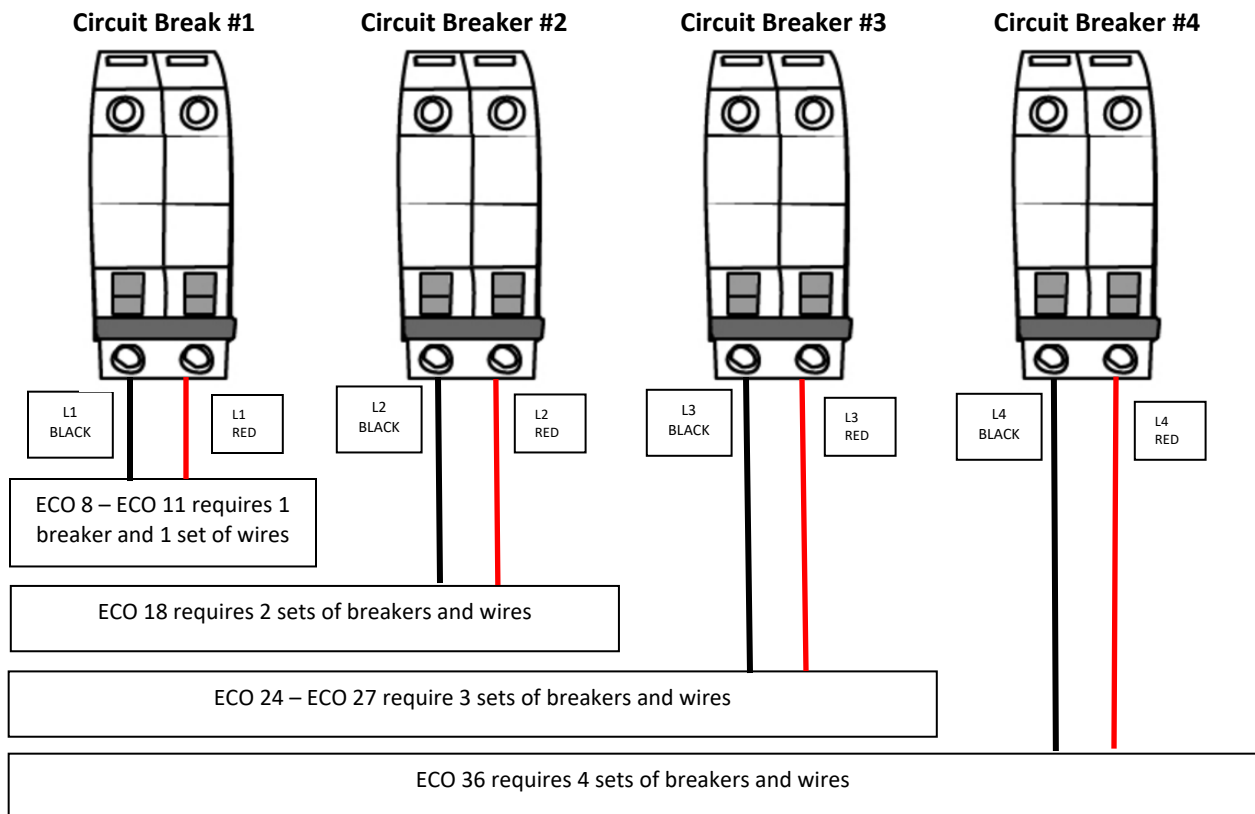 Circuit Break #1
Circuit Breaker #2
Circuit Breaker #3
Circuit Breaker #4
L1
BLACK
L1
RED
L2
BLACK
L2
RED
L3
BLACK
L3
RED
L4
BLACK
L4
RED
ECO 8 – ECO 11 requires 1
breaker and 1 set of wires
ECO 18 requires 2 sets of breakers and wires
ECO 24 – ECO 27 require 3 sets of breakers and wires
ECO 36 requires 4 sets of breakers and wires